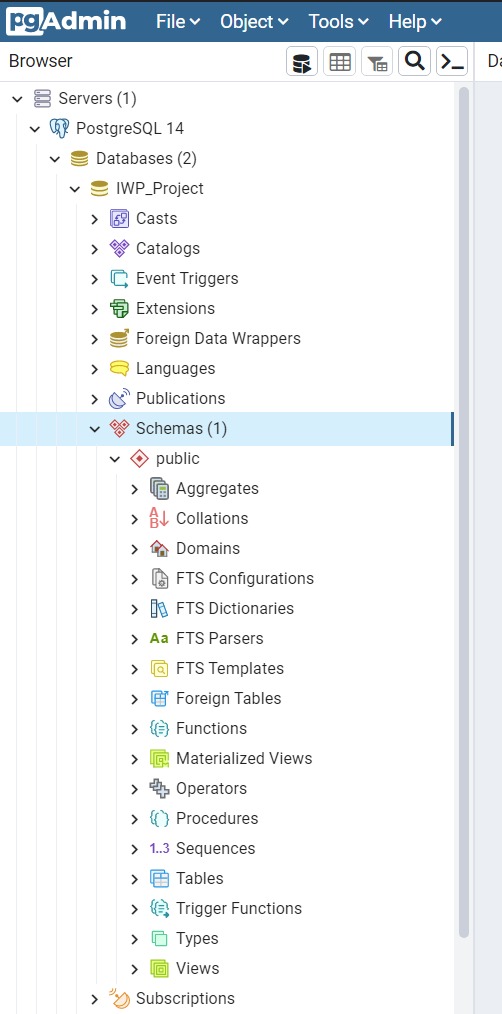 pgAdmin File Object Tools Help
Browser
Servers (1)
PostgreSQL 14
Databases (2)
IWP_Project
Casts
Catalogs
Event Triggers
Extensions
Foreign Data Wrappers
Languages
Publications
Schemas (1)
public
Aggregates
Collations
Domains
FTS Configurations
FTS Dictionaries
Aa FTS Parsers
FTS Templates
Foreign Tables
Functions
Materialized Views
Operators
Procedures
1..3 Sequences
Tables
Trigger Functions
Types
Views
Subscriptions